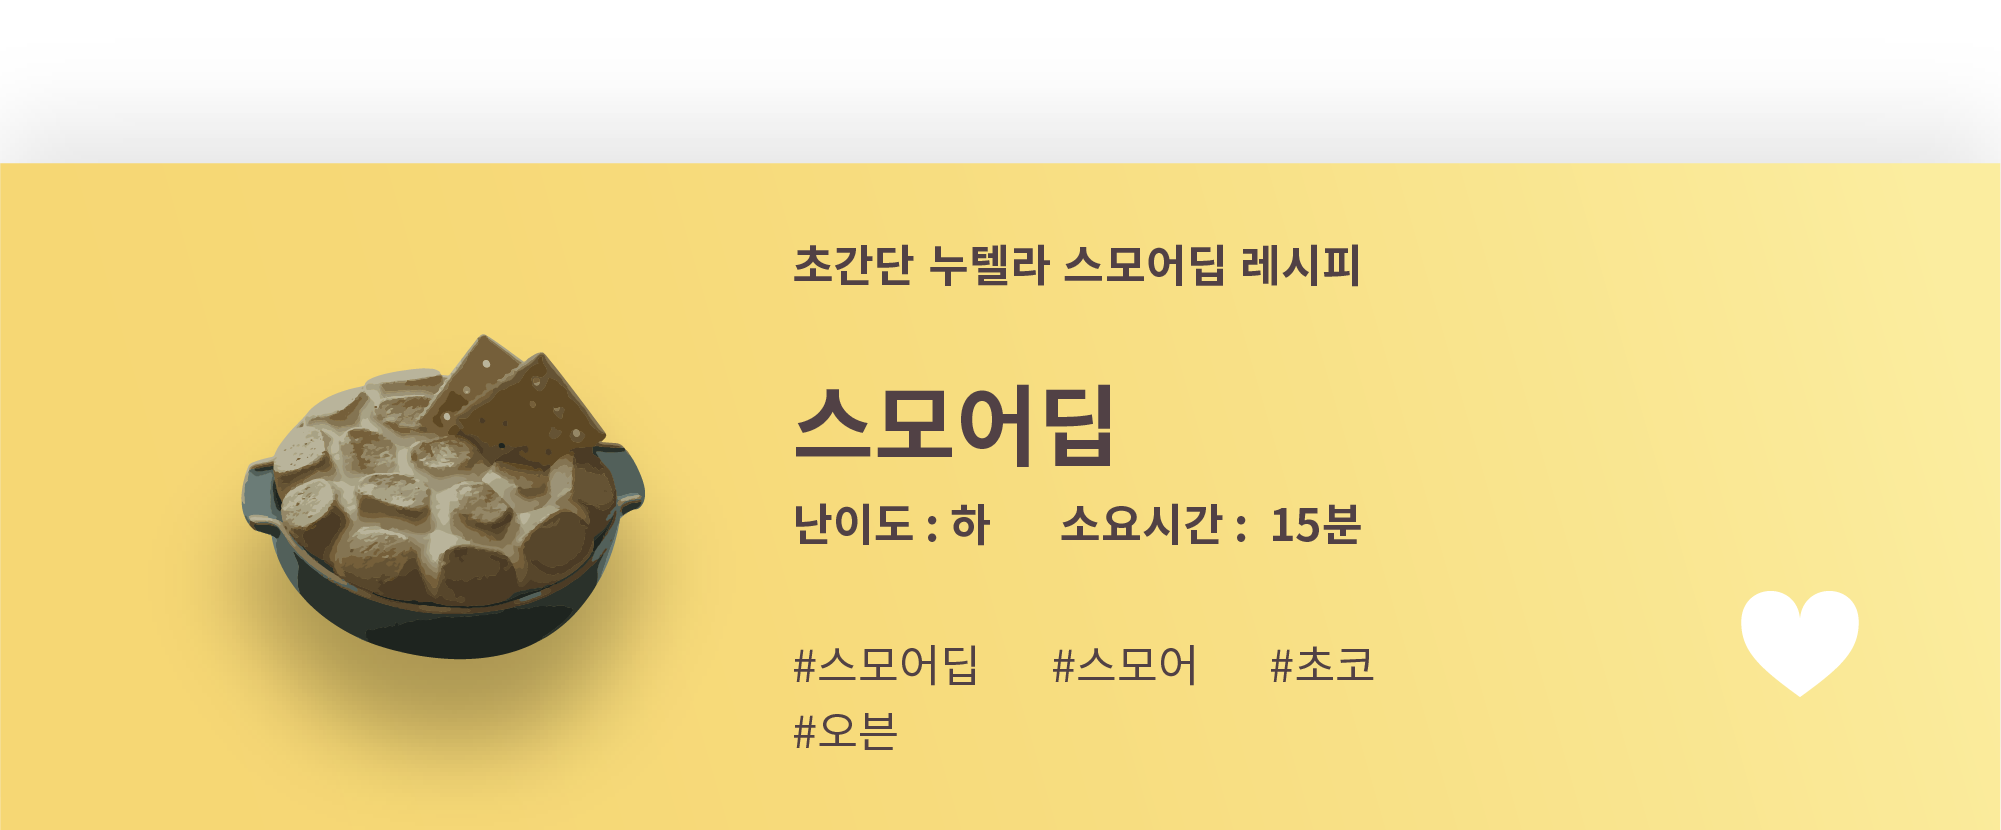 초간단 누텔라 스모어딥 레시피
스모어딥
난이도 : 하 소요시간 : 15분
#스모어딥 #스모어 #초코
#오븐